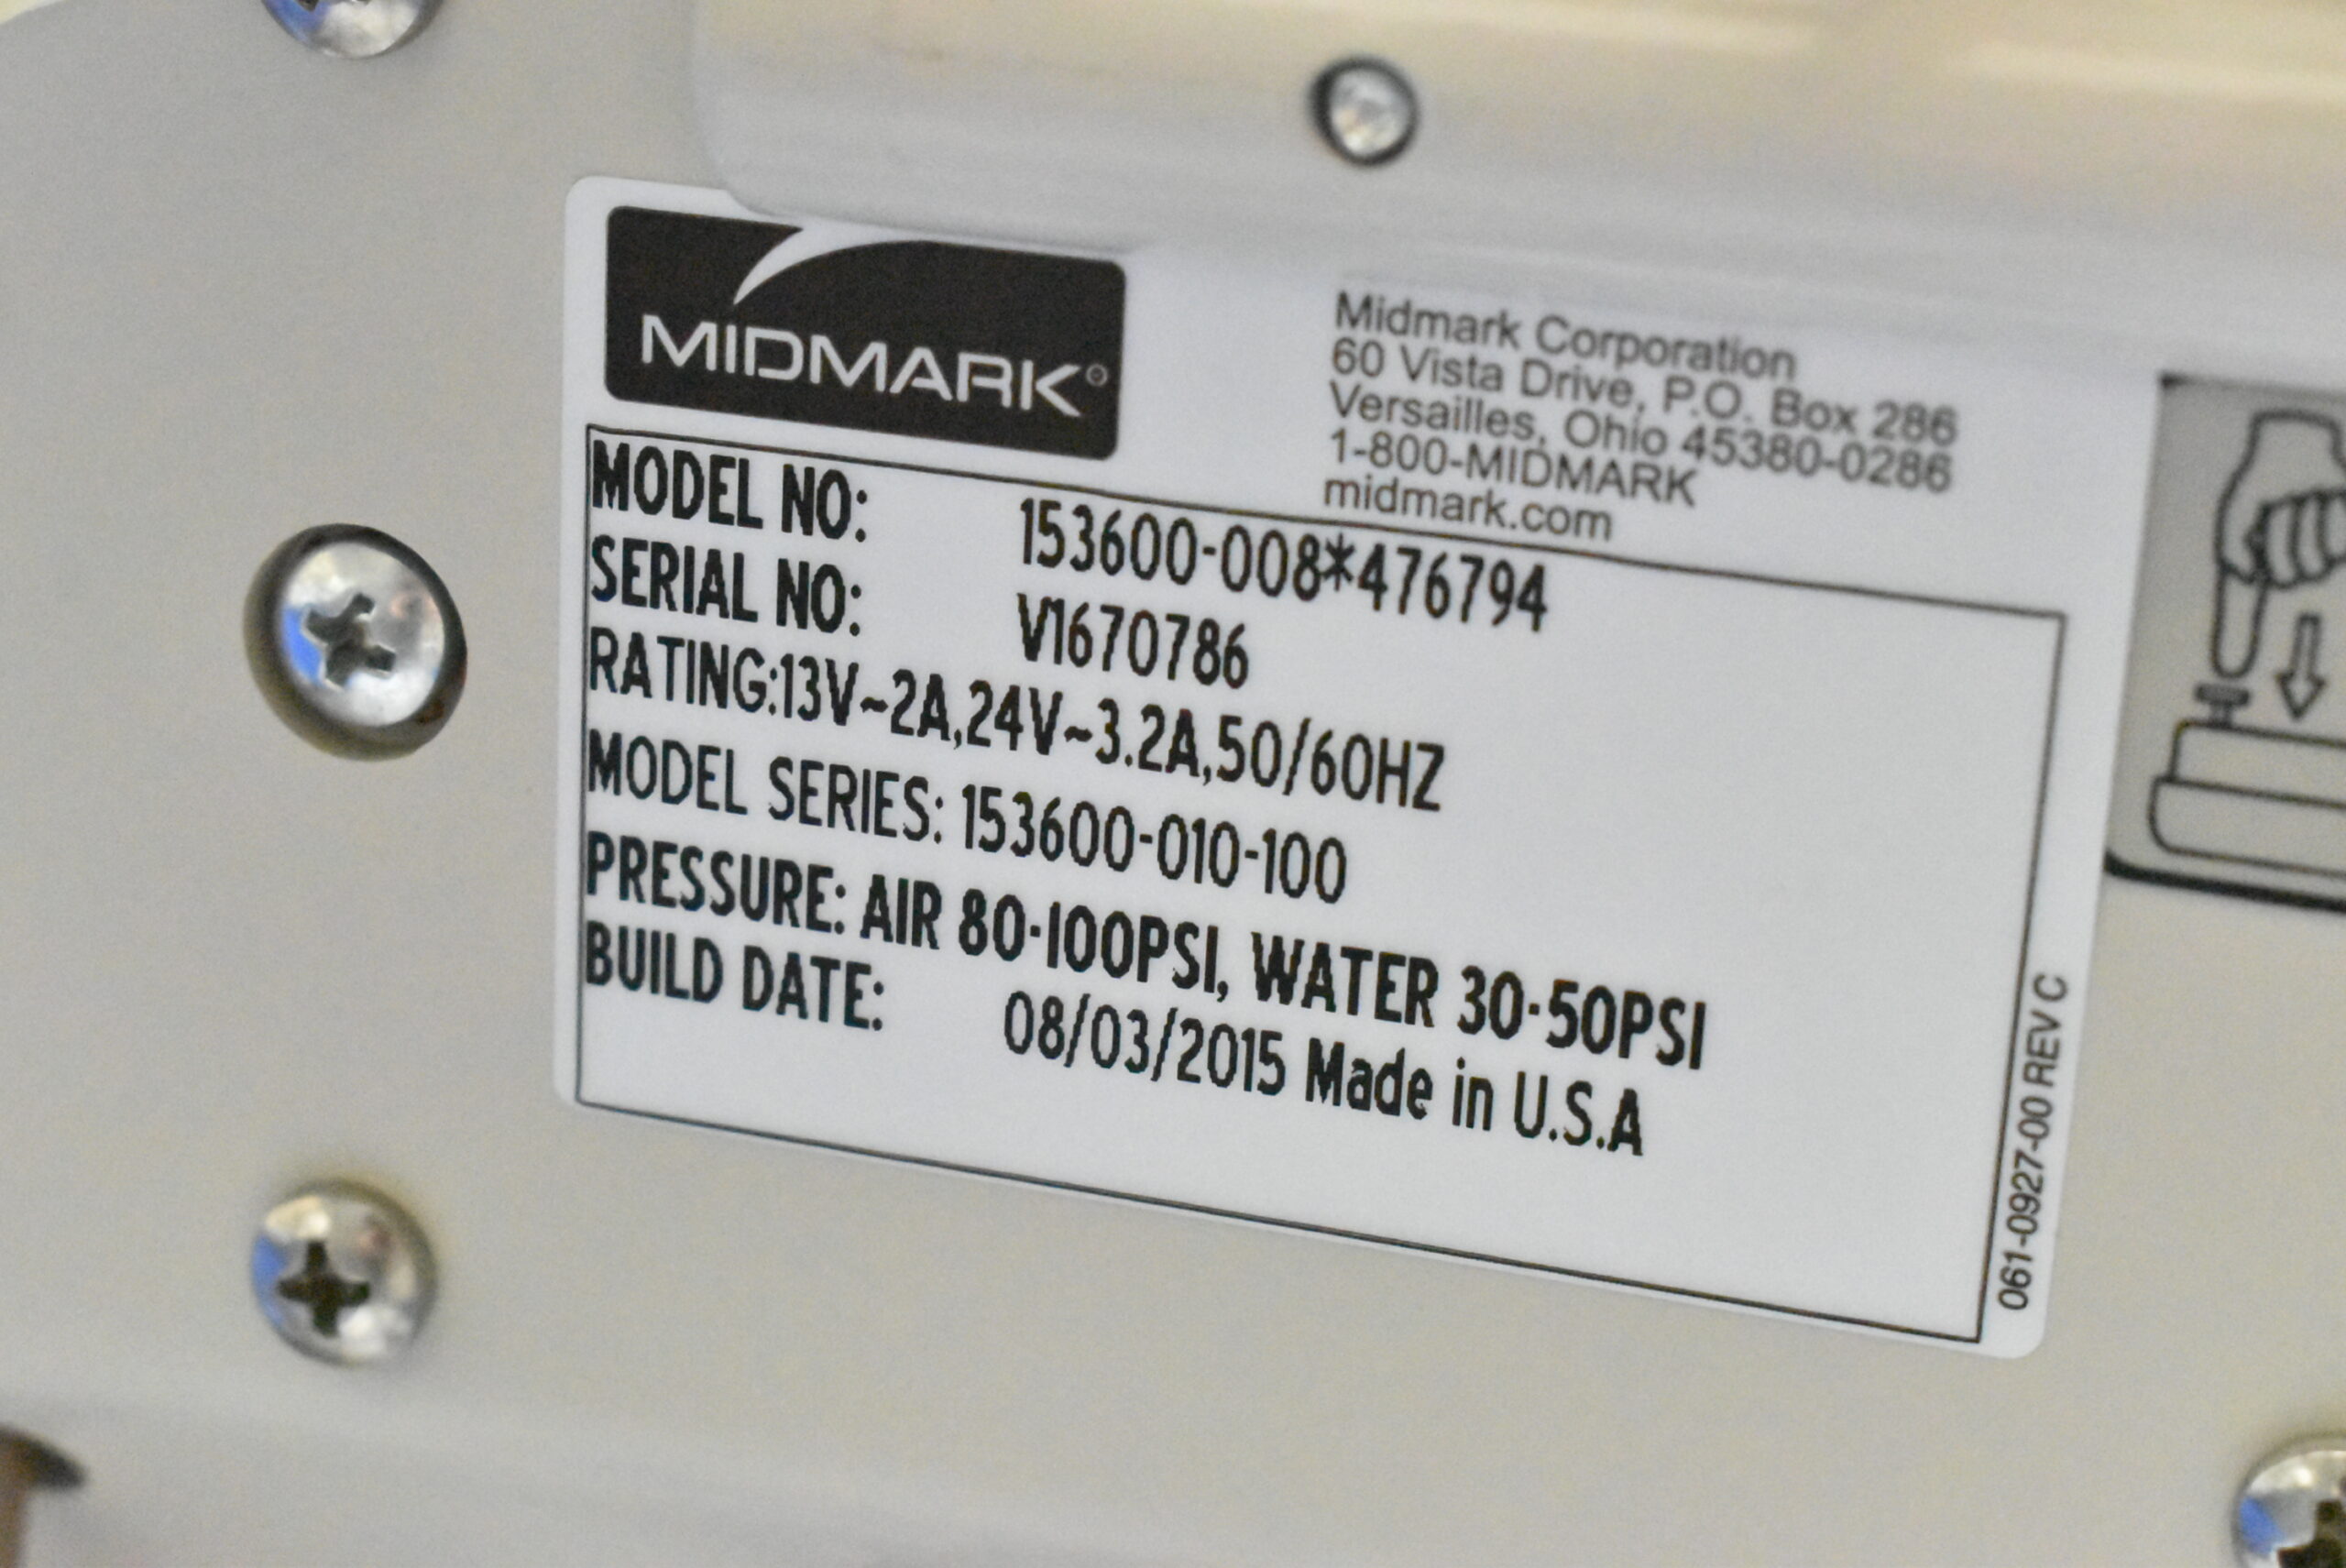 MIDMARK®
Midmark Corporation
60 Vista Drive, P.O. Box 286
Versailles, Ohio 45380-0286
1-800-MIDMARK
midmark.com
MODEL NO: 153600-008*476794
SERIAL NO: V1670786
RATING:13V~2A,24V~3.2A,50/60HZ
MODEL SERIES: 153600-010-100
PRESSURE: AIR 80-100PSI, WATER 30-50PSI
BUILD DATE: 08/03/2015 Made in U.S.A
061-0927-00 REV C